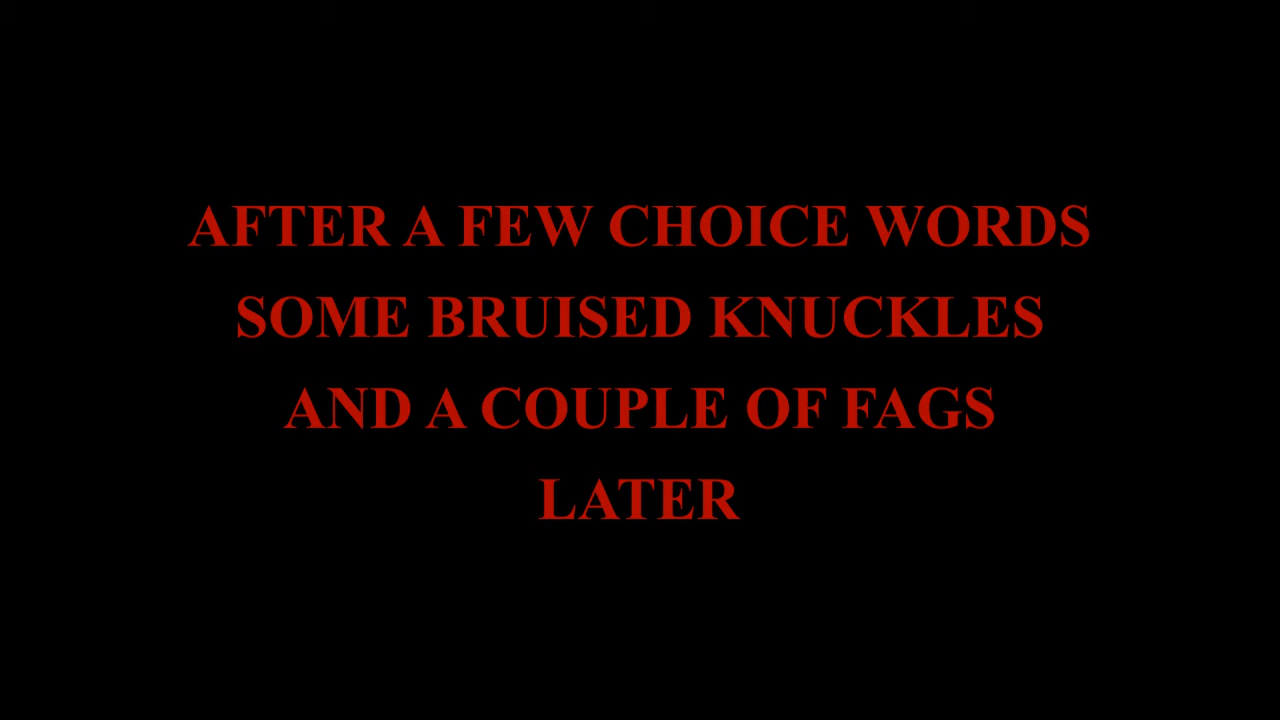 AFTER A FEW CHOICE WORDS
SOME BRUISED KNUCKLES
AND A COUPLE OF FAGS
LATER